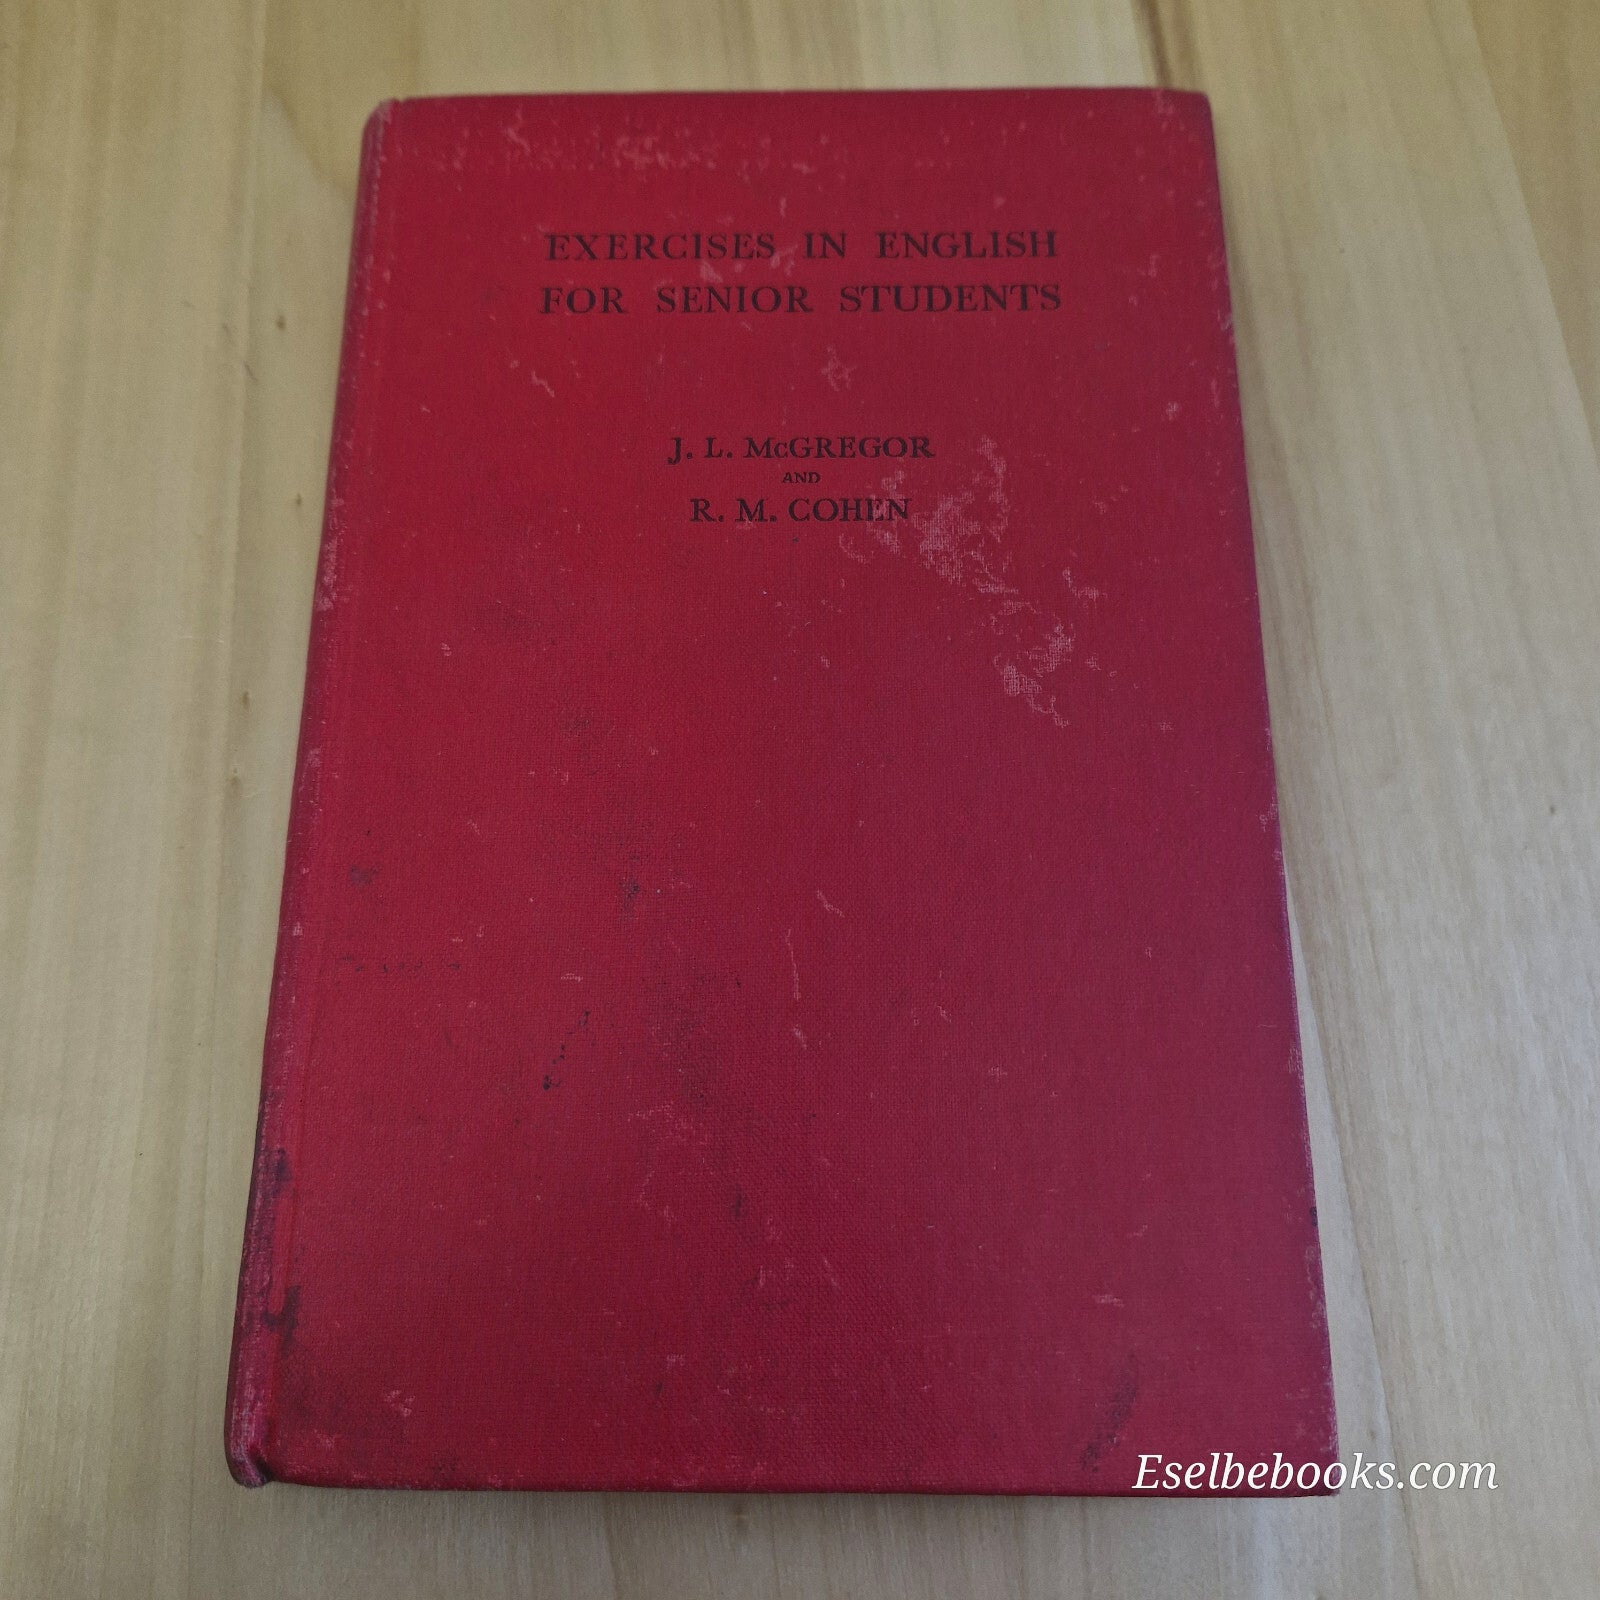 EXERCISES IN ENGLISH
FOR SENIOR STUDENTS
J. L. McGREGOR
AND
R. M. COHEN
Eselbebooks.com